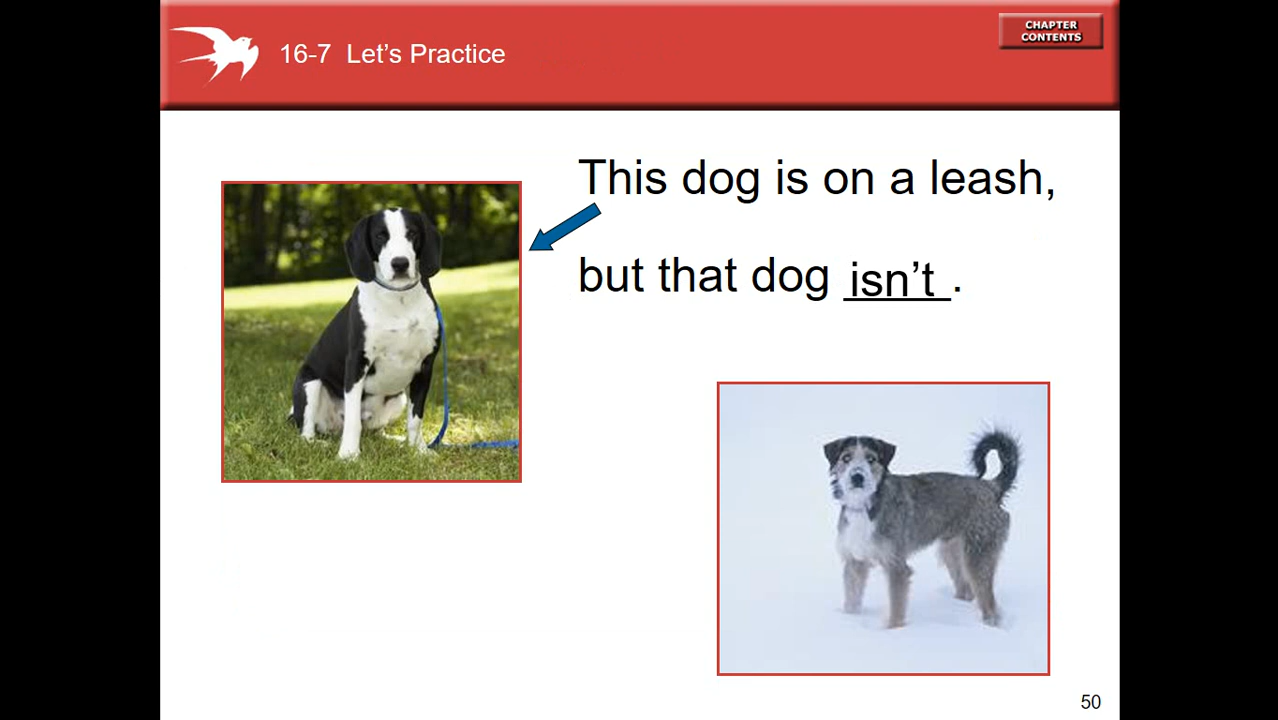 16-7 Let’s Practice
CHAPTER
CONTENTS
This dog is on a leash,
but that dog isn’t.
50